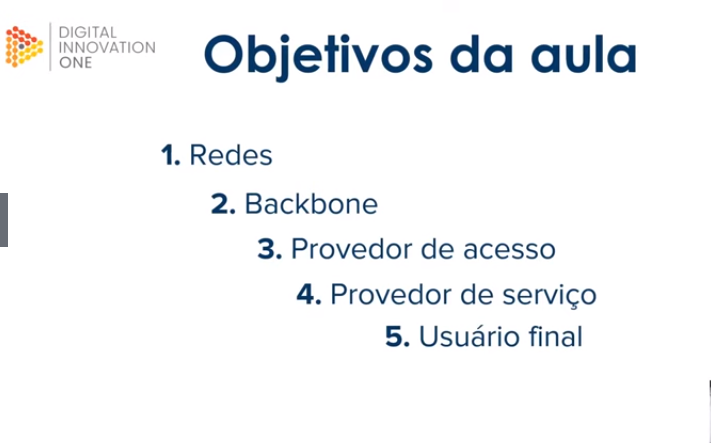 DIGITAL
INNOVATION
ONE
Objetivos da aula
1. Redes
2. Backbone
3. Provedor de acesso
4. Provedor de serviço
5. Usuário final